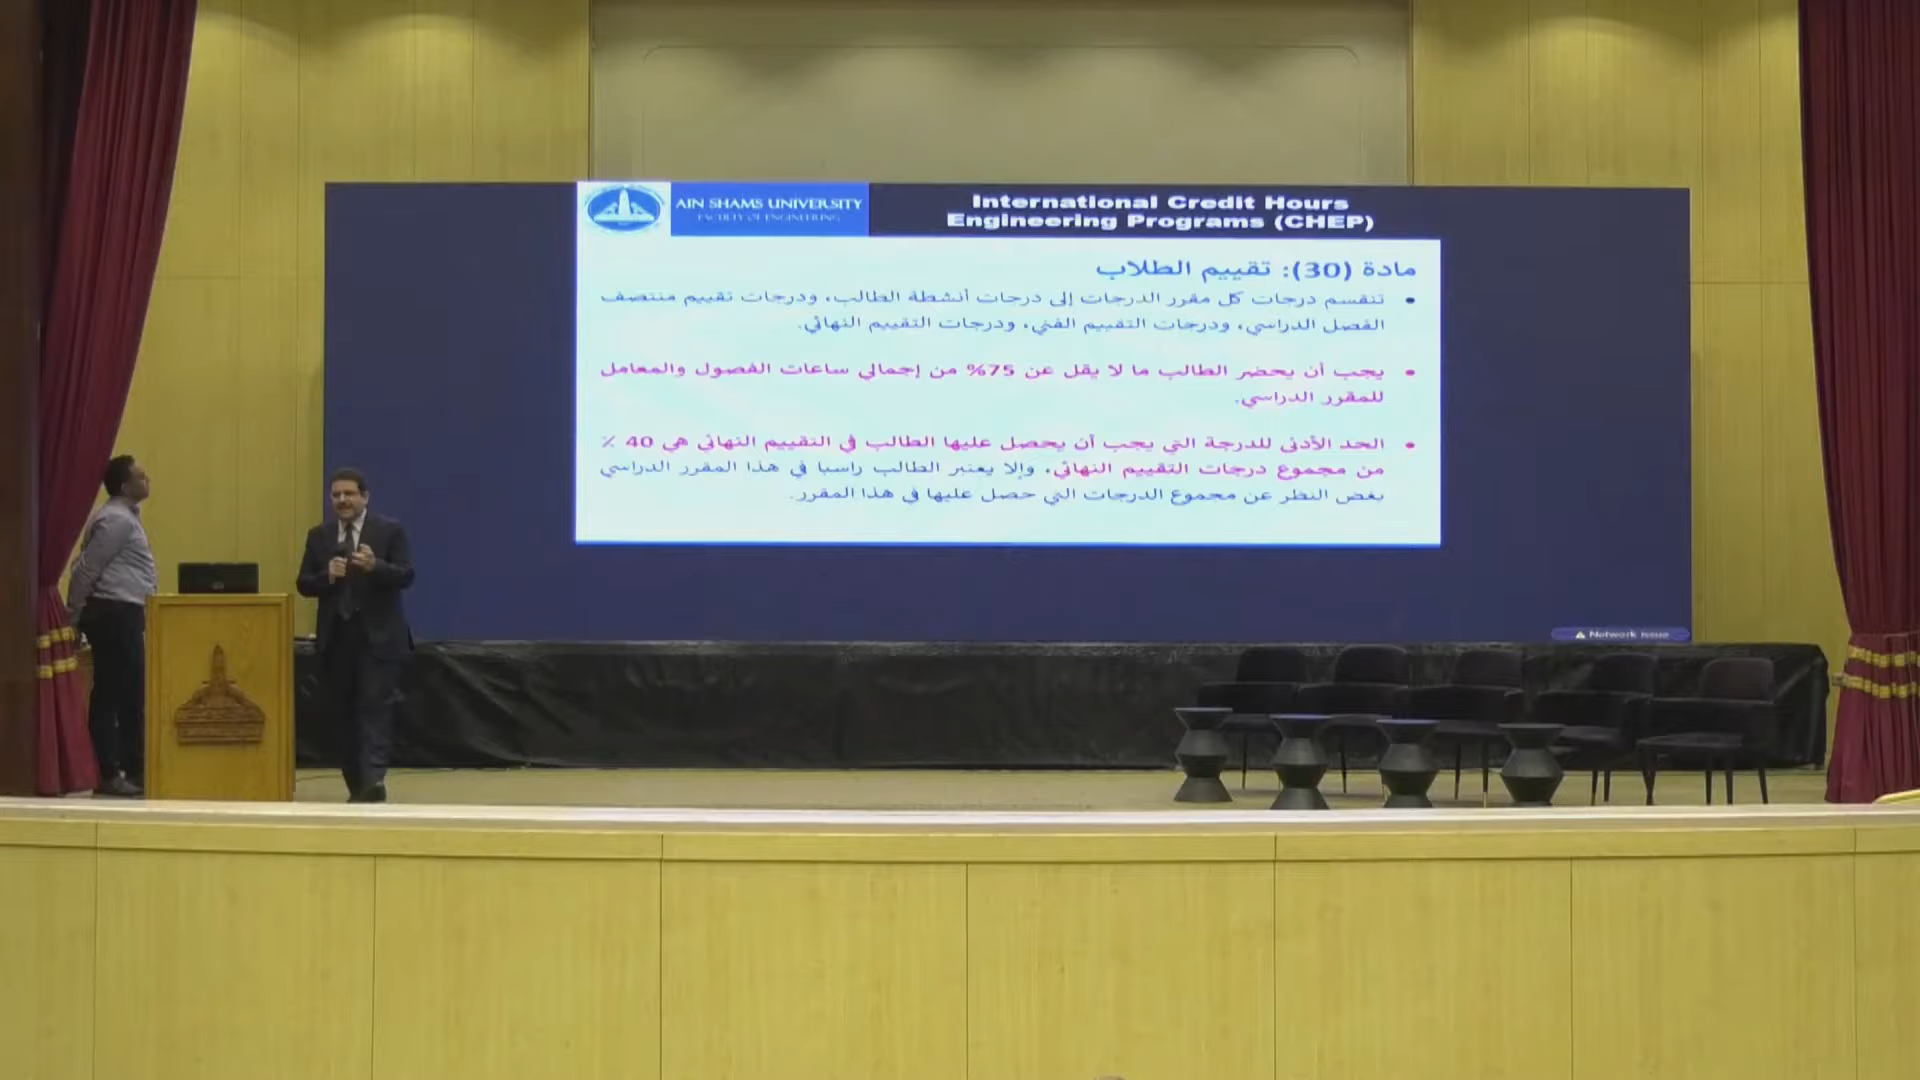 AIN SHAMS UNIVERSITY
FACULTY OF ENGINEERING
International Credit Hours
Engineering Programs (CHEP)
مادة (30): تقييم الطلاب
• تنقسم درجات كل مقرر الدرجات إلى درجات أنشطة الطالب، ودرجات تقييم منتصف
الفصل الدراسي، ودرجات التقييم الفني، ودرجات التقييم النهائي.
• يجب أن يحضر الطالب ما لا يقل عن 75% من إجمالي ساعات الفصول والمعامل
للمقرر الدراسي.
• الحد الأدنى للدرجة التي يجب أن يحصل عليها الطالب في التقييم النهائي هي 40 ٪
من مجموع درجات التقييم النهائي، وإلا يعتبر الطالب راسبا في هذا المقرر الدراسي
بغض النظر عن مجموع الدرجات التي حصل عليها في هذا المقرر.
Network issue